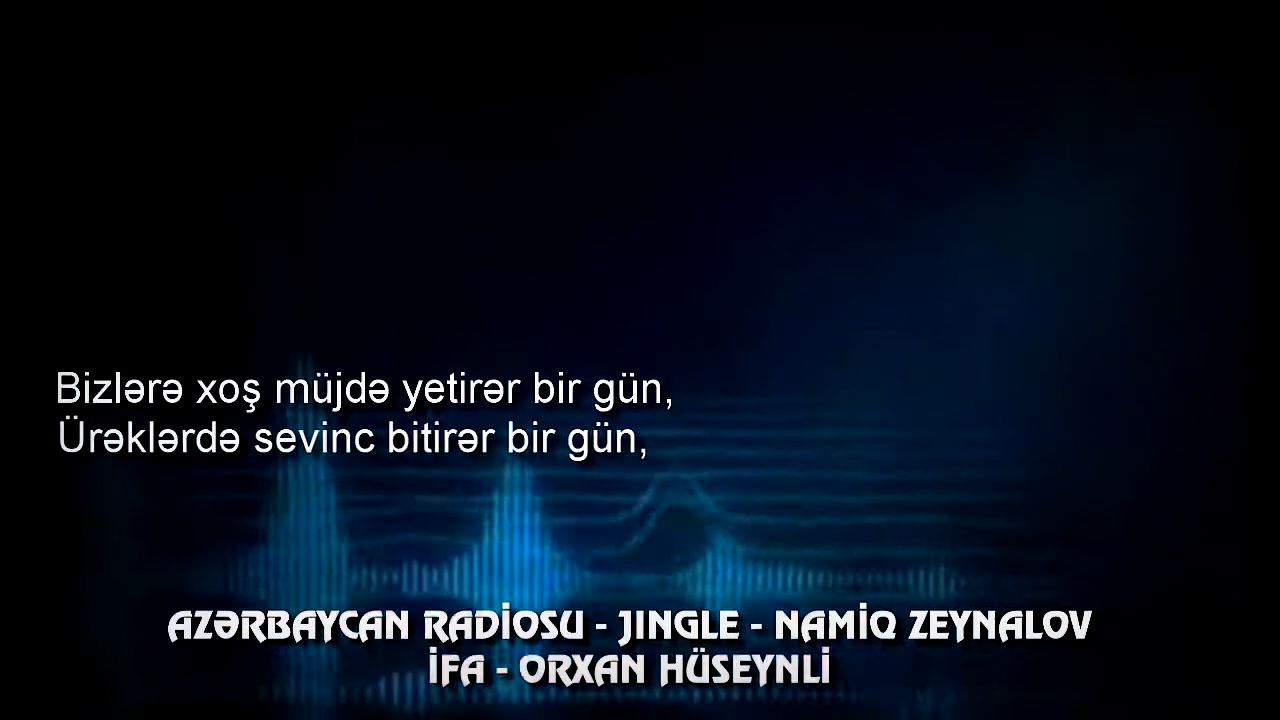 Bizlərə xoş müjdə yetirər bir gün,
Ürəklərdə sevinc bitirər bir gün,
AZƏRBAYCAN RADİOSU - JINGLE - NAMİQ ZEYNALOV
İFA - ORXAN HÜSEYNLİ